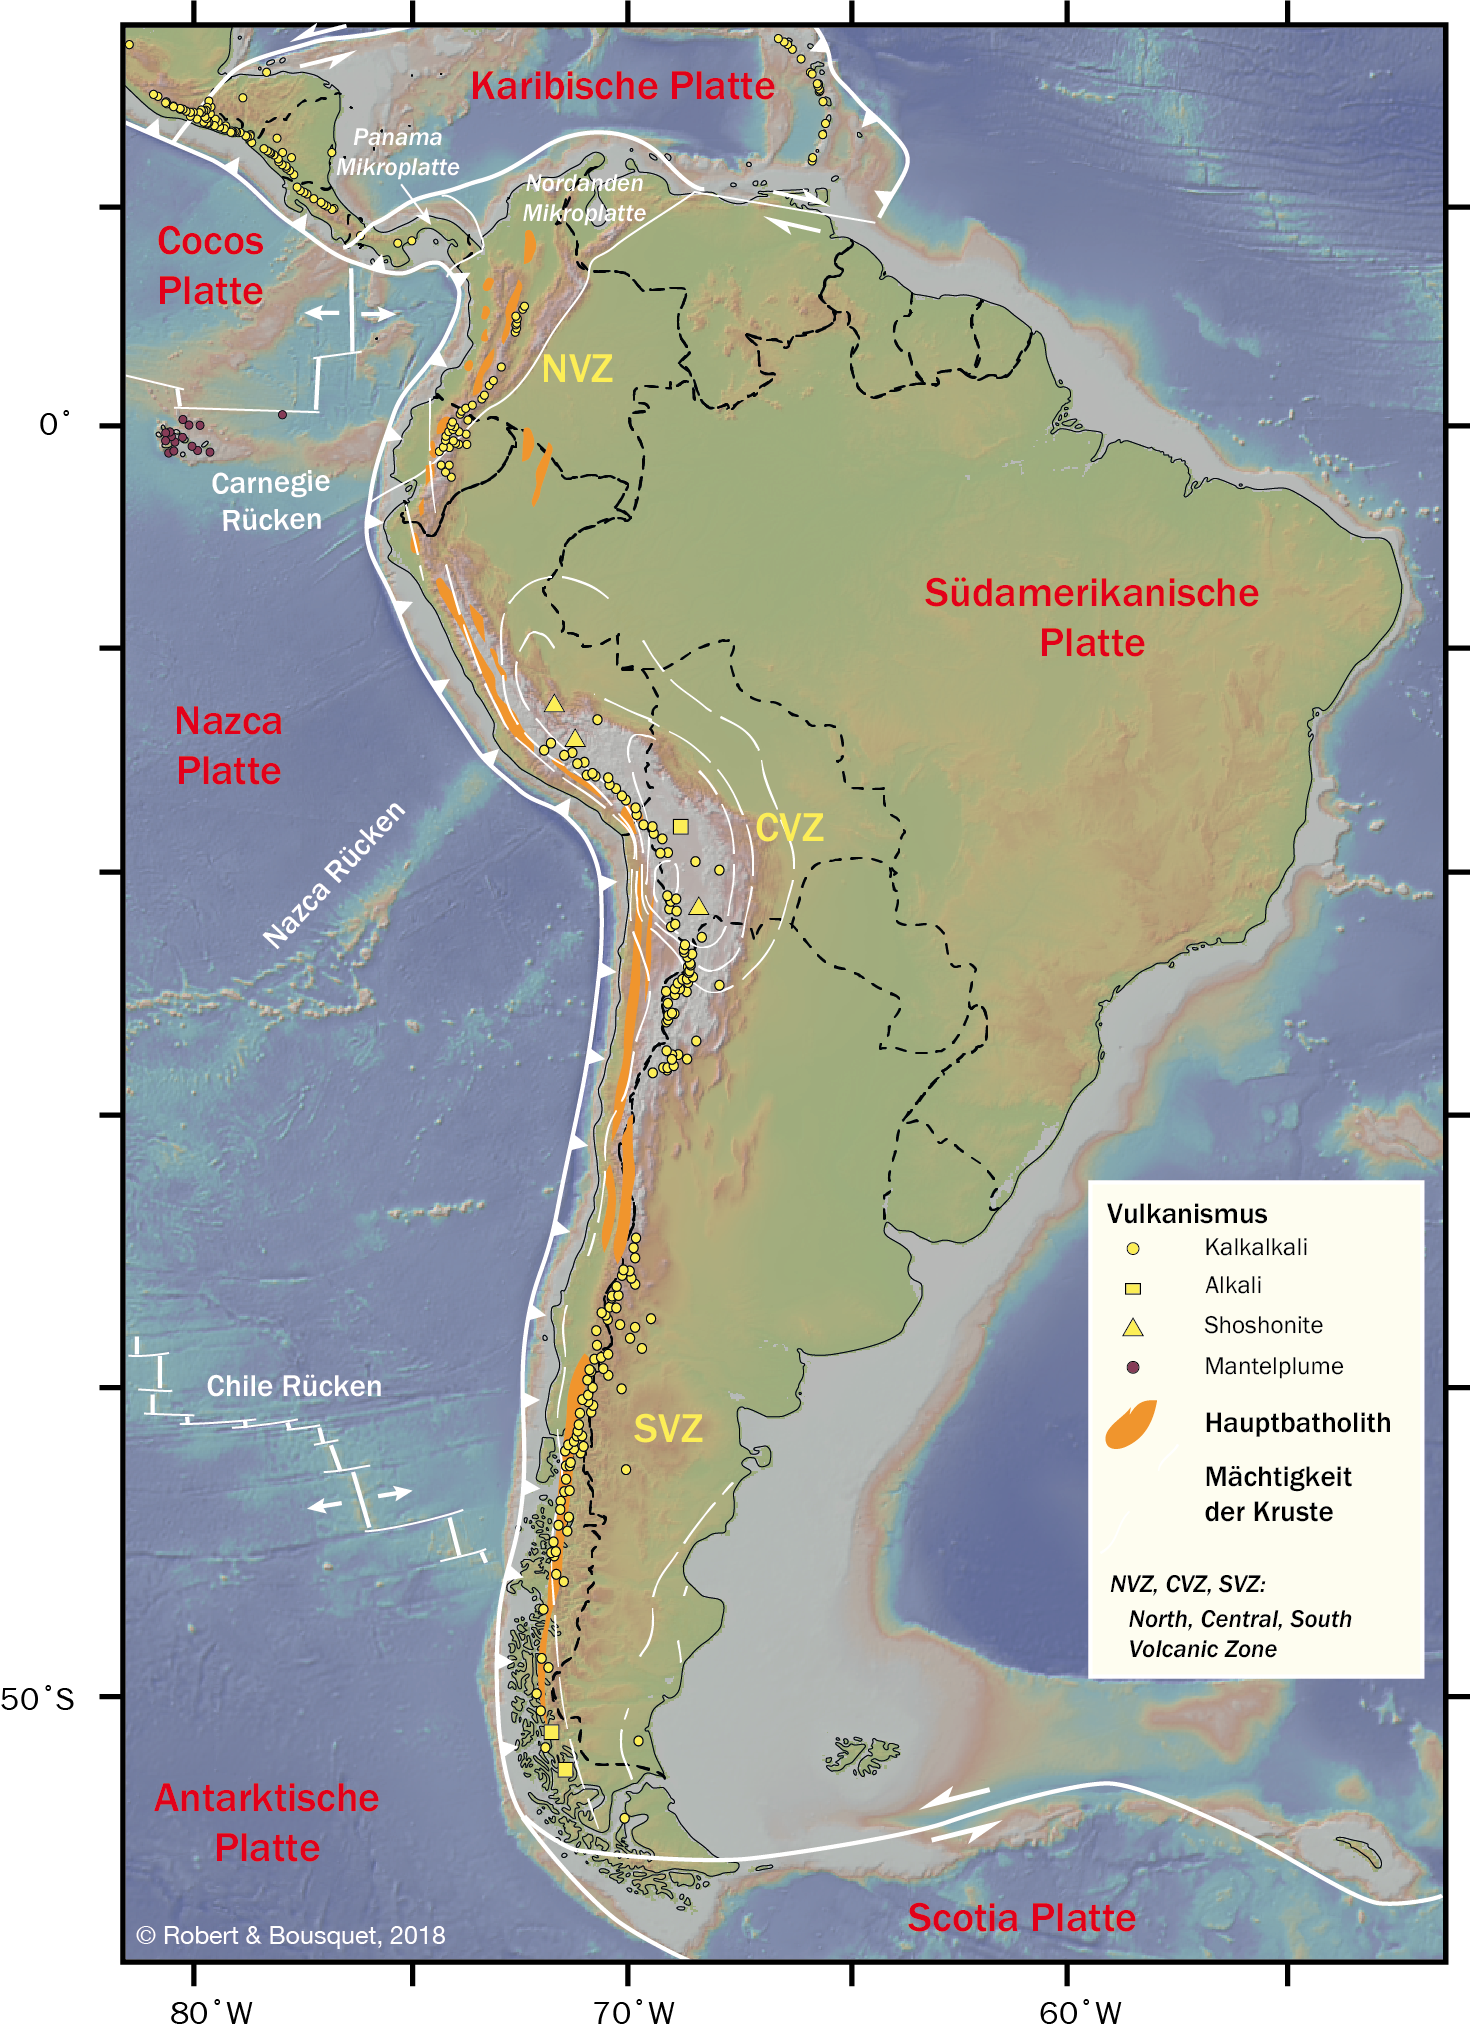 Karibische Platte
Panama
Mikroplatte
Nordanden
Mikroplatte
Cocos
Platte
NVZ
0°
Carnegie
Rücken
Südamerikanische
Platte
Nazca
Platte
CVZ
Nazca Rücken
Chile Rücken
SVZ
Vulkanismus
Kalkalkali
Alkali
Shoshonite
Mantelplume
Hauptbatholith
Mächtigkeit
der Kruste
NVZ, CVZ, SVZ:
North, Central, South
Volcanic Zone
50°S
Antarktische
Platte
Scotia Platte
© Robert & Bousquet, 2018
80°W
70°W
60°W